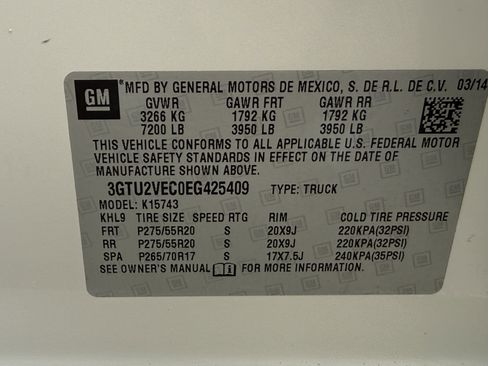 GM ®MFD BY GENERAL MOTORS DE MEXICO, S. DE R.L. DE C.V. 03/14
GVWR GAWR FRT GAWR RR
3266 KG 1792 KG 1792 KG
7200 LB 3950 LB 3950 LB
THIS VEHICLE CONFORMS TO ALL APPLICABLE U.S. FEDERAL MOTOR
VEHICLE SAFETY STANDARDS IN EFFECT ON THE DATE OF
MANUFACTURE SHOWN ABOVE.
3GTU2VEC0EG425409 TYPE: TRUCK
MODEL: K15743
KHL9 TIRE SIZE SPEED RTG RIM COLD TIRE PRESSURE
FRT P275/55R20 S 20X9J 220KPA(32PSI)
RR P275/55R20 S 20X9J 220KPA(32PSI)
SPA P265/70R17 S 17X7.5J 240KPA(35PSI)
SEE OWNER'S MANUAL FOR MORE INFORMATION.